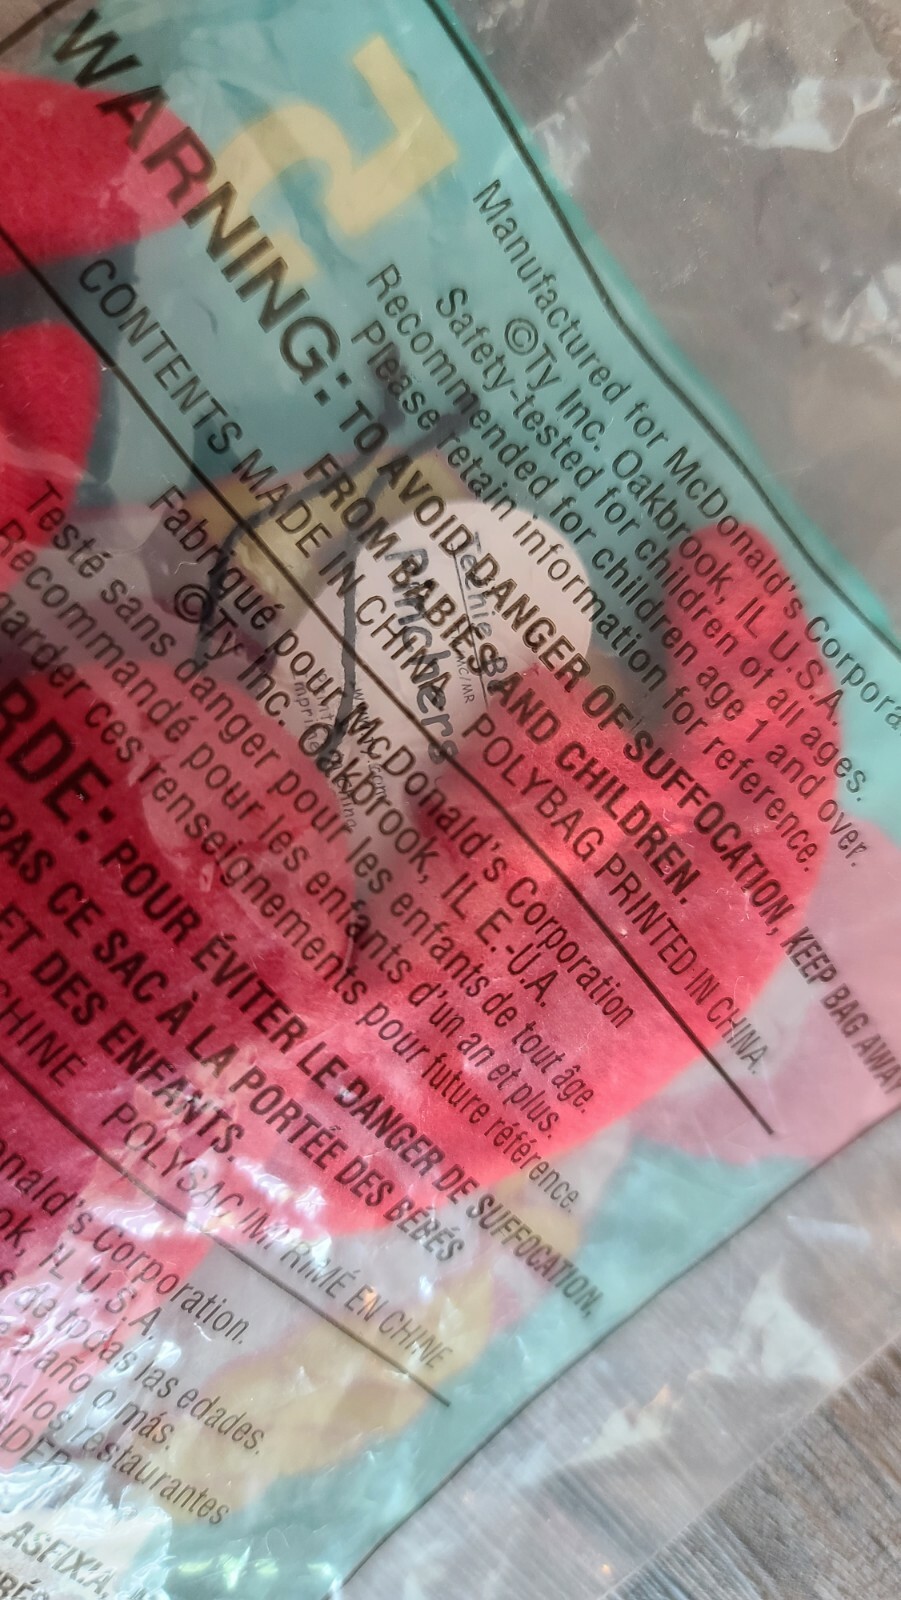 Manufactured for McDonald's Corpora
©Ty Inc. Oakbrook, IL U.S.A.
Safety-tested for children of all ages.
Recommended for children age 1 and over.
Please retain information for reference.
WARNING: TO AVOID DANGER OF SUFFOCATION, KEEP BAG AWAY
FROM BABIES AND CHILDREN.
CONTENTS MADE IN CHINA POLYBAG PRINTED IN CHINA.
Pinchers
Fabriqué pour McDonald's Corporation
©Ty Inc. Oakbrook, IL E.-U.A.
Testé sans danger pour les enfants de tout âge.
Recommandé pour les enfants d'un an et plus.
garder ces renseignements pour future référence.
RDE: POUR ÉVITER LE DANGER DE SUFFOCATION,
PAS CE SAC À LA PORTÉE DES BÉBÉS
ET DES ENFANTS.
CHINE POLYSAC IMPRIMÉ EN CHINE
nald's Corporation.
ok, IL U.S.A.
s de todas las edades.
año o más.
or los restaurantes
ASFIXIA,